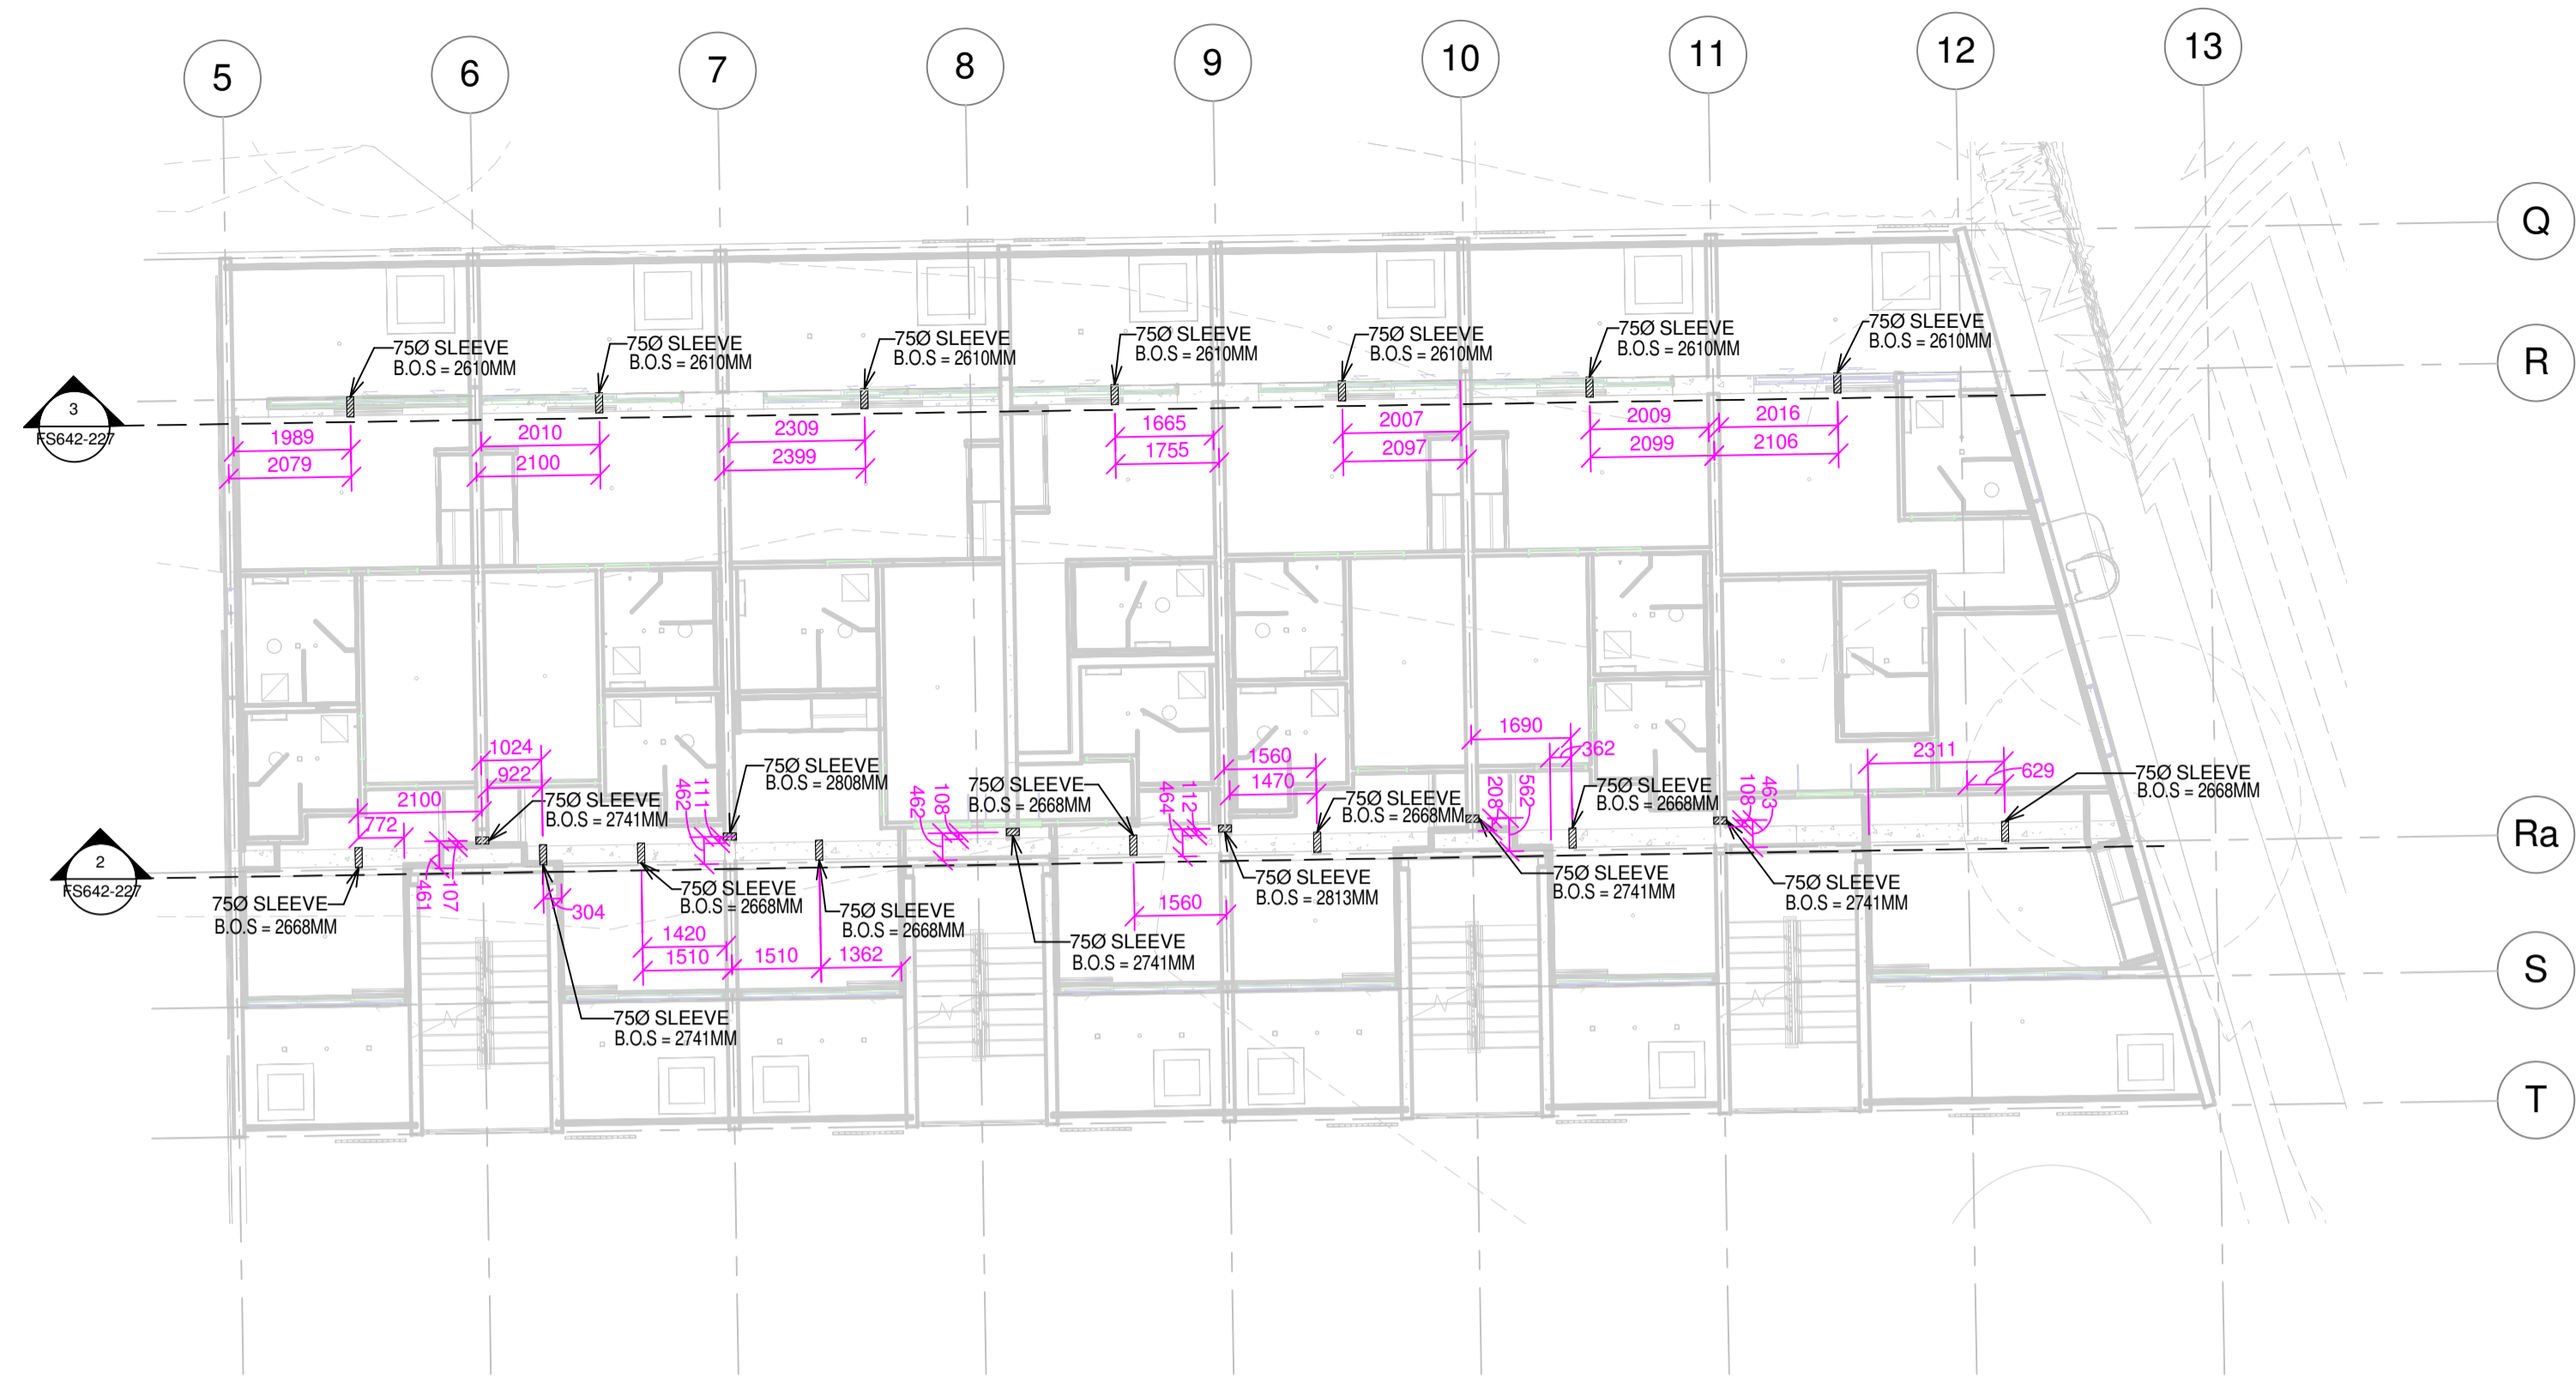 5 6 7 8 9 10 11 12 13
Q
75Ø SLEEVE
B.O.S = 2610MM
75Ø SLEEVE
B.O.S = 2610MM
75Ø SLEEVE
B.O.S = 2610MM
75Ø SLEEVE
B.O.S = 2610MM
75Ø SLEEVE
B.O.S = 2610MM
75Ø SLEEVE
B.O.S = 2610MM
75Ø SLEEVE
B.O.S = 2610MM
R
3
FS642-227
1989
2079
2010
2100
2309
2399
1665
1755
2007
2097
2009
2099
2016
2106
1024
922
2100
772
461
107
75Ø SLEEVE
B.O.S = 2741MM
462
111
75Ø SLEEVE
B.O.S = 2808MM
462
108
75Ø SLEEVE
B.O.S = 2668MM
464
112
1560
1470
75Ø SLEEVE
B.O.S = 2668MM
1690
362
208
562
75Ø SLEEVE
B.O.S = 2668MM
108
463
2311
629
75Ø SLEEVE
B.O.S = 2668MM
Ra
2
FS642-227
75Ø SLEEVE
B.O.S = 2668MM
304
75Ø SLEEVE
B.O.S = 2668MM
75Ø SLEEVE
B.O.S = 2668MM
1420
1510
1510
1362
75Ø SLEEVE
B.O.S = 2741MM
1560
75Ø SLEEVE
B.O.S = 2813MM
75Ø SLEEVE
B.O.S = 2741MM
75Ø SLEEVE
B.O.S = 2741MM
S
75Ø SLEEVE
B.O.S = 2741MM
T